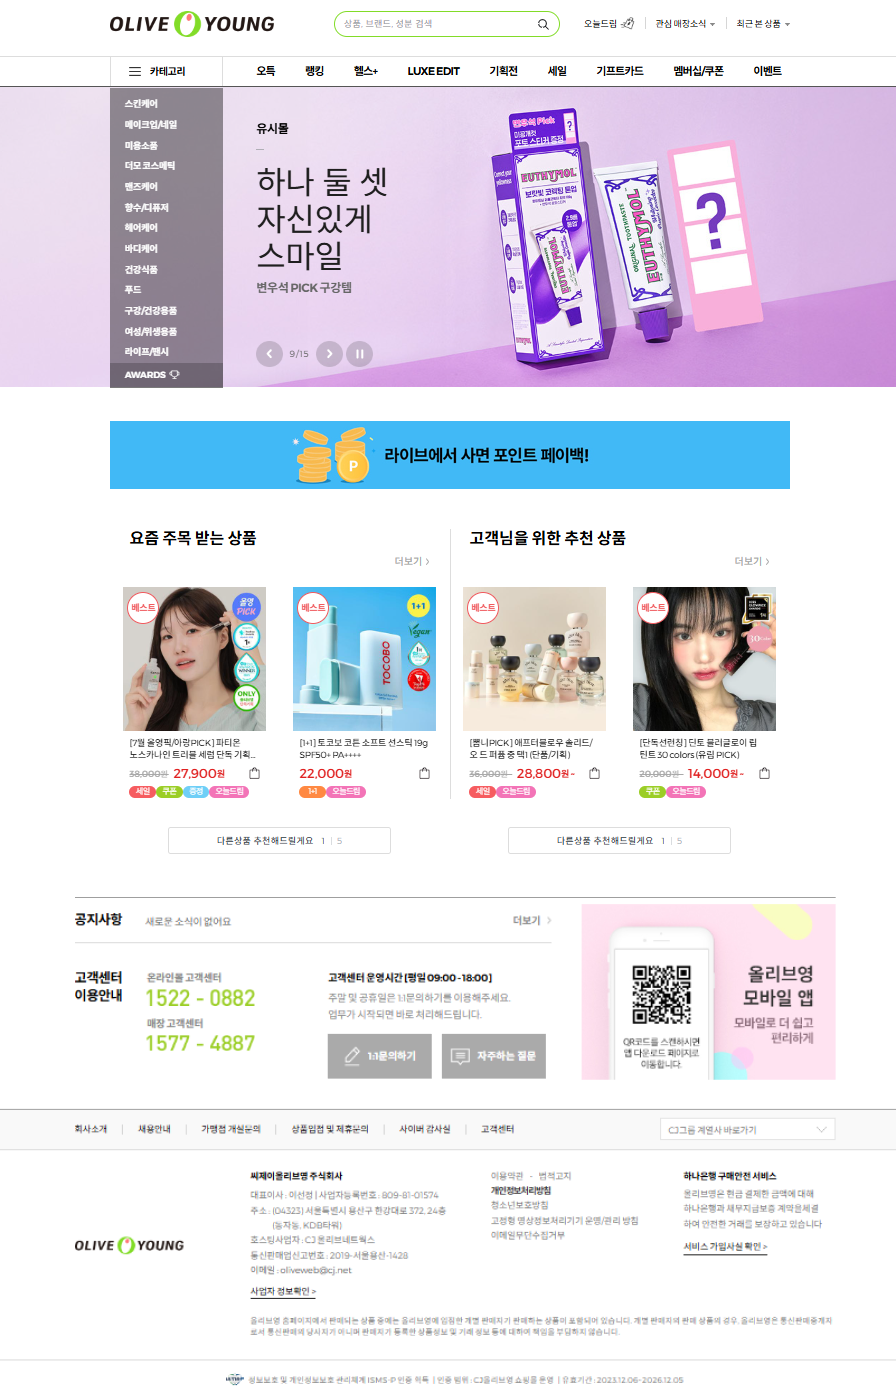 OLIVE YOUNG
상품, 브랜드, 성분 검색
오늘드림
관심 매장소식
최근 본 상품
카테고리
오특
랭킹
헬스+
LUXE EDIT
기획전
세일
기프트카드
멤버십/쿠폰
이벤트
스킨케어
메이크업/네일
미용소품
더모 코스메틱
맨즈케어
향수/디퓨저
헤어케어
바디케어
건강식품
푸드
구강/건강용품
여성/위생용품
라이프/펫시
AWARDS
유시몰
하나 둘 셋
자신있게
스마일
변우석 PICK 구강템
9/15
변우석 Pick
미공개컷
포토 스티커 증정
?
EUTHYMOL
보랏빛 코렉팅 톤업
EUTHYMOL
ORIGINAL TOOTHPASTE
?
P
라이브에서 사면 포인트 페이백!
요즘 주목 받는 상품
더보기
고객님을 위한 추천 상품
더보기
베스트
올영
PICK
ONLY
베스트
1+1
Vegan
TOCOBO
베스트
베스트
[7월 올영픽/아랑PICK] 파티온
노스카나인 트러블 세럼 단독 기획...
38,000원 27,900원
세일 쿠폰 증정 오늘드림
[1+1] 토코보 코튼 소프트 선스틱 19g
SPF50+ PA++++
22,000원
1+1 오늘드림
[뽐니PICK] 애프터블로우 솔리드/
오 드 퍼퓸 중 택1 (단품/기획)
36,000원~ 28,800원~
세일 오늘드림
[단독선런칭] 단토 물러글로이 립
틴트 30 colors (유림 PICK)
20,000원~ 14,000원~
쿠폰 오늘드림
다른상품 추천해드릴게요 1 | 5
다른상품 추천해드릴게요 1 | 5
공지사항
새로운 소식이 없어요
더보기
고객센터
이용안내
온라인몰 고객센터
1522 - 0882
매장 고객센터
1577 - 4887
고객센터 운영시간 [평일 09:00 - 18:00]
주말 및 공휴일은 1:1문의하기를 이용해주세요.
업무가 시작되면 바로 처리해드립니다.
1:1문의하기
자주하는 질문
QR코드를 스캔하시면
앱 다운로드 페이지로
이동합니다.
올리브영
모바일 앱
모바일로 더 쉽고
편리하게
회사소개
채용안내
가맹점 개설문의
상품입점 및 제휴문의
사이버 감사실
고객센터
CJ그룹 계열사 바로가기
OLIVE YOUNG
씨제이올리브영 주식회사
대표이사 : 이선정 | 사업자등록번호 : 809-81-01574
주소 : (04323) 서울특별시 용산구 한강대로 372, 24층
(동자동, KDB타워)
호스팅사업자 : CJ 올리브네트웍스
통신판매업신고번호 : 2019-서울용산-1428
이메일 : oliveweb@cj.net
사업자 정보확인 >
이용약관 - 법적고지
개인정보처리방침
청소년보호방침
고정형 영상정보처리기기 운영/관리 방침
이메일무단수집거부
하나은행 구매안전 서비스
올리브영은 현금 결제한 금액에 대해
하나은행과 채무지급보증 계약을체결
하여 안전한 거래를 보장하고 있습니다
서비스 가입사실 확인 >
올리브영 홈페이지에서 판매되는 상품 중에는 올리브영에 입점한 개별 판매자가 판매하는 상품이 포함되어 있습니다. 개별 판매자의 판매 상품의 경우, 올리브영은 통신판매중개자
로서 통신판매의 당사자가 아니며 판매자가 등록한 상품정보 및 거래 정보 등에 대하여 책임을 부담하지 않습니다.
정보보호 및 개인정보보호 관리체계 ISMS-P 인증 획득 | 인증 범위 : CJ올리브영 쇼핑몰 운영 | 유효기간 : 2023.12.06~2026.12.05